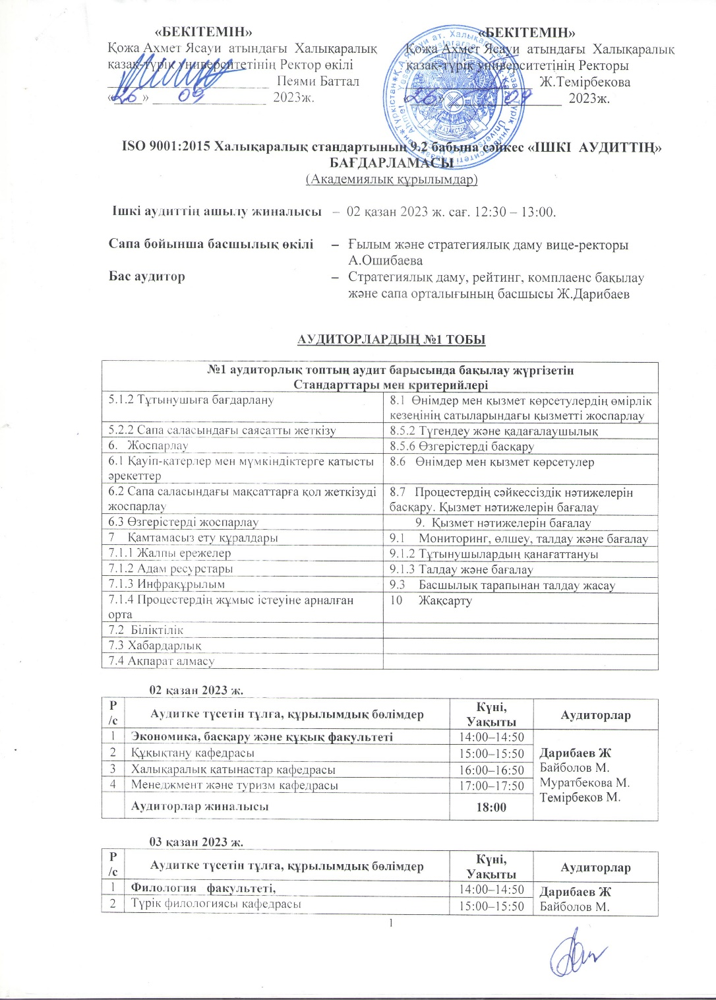 «БЕКІТЕМІН»
Қожа Ахмет Ясауи атындағы Халықаралық
қазақ-түрік университетінің Ректор өкілі
Пеями Баттал
«26» 09 2023ж.
«БЕКІТЕМІН»
Қожа Ахмет Ясауи атындағы Халықаралық
қазақ-түрік университетінің Ректоры
Ж.Темірбекова
«26» 09 2023ж.
ҚАЗАҚСТАН
ISO 9001:2015 Халықаралық стандартының 9.2 бабына сәйкес «ІШКІ АУДИТТІҢ»
БАҒДАРЛАМАСЫ
(Академиялық құрылымдар)
Ішкі аудиттің ашылу жиналысы – 02 қазан 2023 ж. сағ. 12:30 – 13:00.
Сапа бойынша басшылық өкілі – Ғылым және стратегиялық даму вице-ректоры
А.Ошибаева
Бас аудитор – Стратегиялық даму, рейтинг, комплаенс бақылау
және сапа орталығының басшысы Ж.Дарибаев
АУДИТОРЛАРДЫҢ №1 ТОБЫ
№1 аудиторлық топтың аудит барысында бақылау жүргізетін
Стандарттары мен критерийлері
5.1.2 Тұтынушыға бағдарлану
8.1 Өнімдер мен қызмет көрсетулердің өмірлік
кезеңінің сатыларындағы қызметті жоспарлау
5.2.2 Сапа саласындағы саясатты жеткізу
8.5.2 Түгендеу және қадағалаушылық
6. Жоспарлау
8.5.6 Өзгерістерді басқару
6.1 Қауіп-қатерлер мен мүмкіндіктерге қатысты
әрекеттер
8.6 Өнімдер мен қызмет көрсетулер
6.2 Сапа саласындағы мақсаттарға қол жеткізуді
жоспарлау
8.7 Процестердің сәйкессіздік нәтижелерін
басқару. Қызмет нәтижелерін бағалау
6.3 Өзгерістерді жоспарлау
9. Қызмет нәтижелерін бағалау
7 Қамтамасыз ету құралдары
9.1 Мониторинг, өлшеу, талдау және бағалау
7.1.1 Жалпы ережелер
9.1.2 Тұтынушылардың қанағаттануы
7.1.2 Адам ресурстары
9.1.3 Талдау және бағалау
7.1.3 Инфрақұрылым
9.3 Басшылық тарапынан талдау жасау
7.1.4 Процестердің жұмыс істеуіне арналған
орта
10 Жақсарту
7.2 Біліктілік
7.3 Хабардарлық
7.4 Ақпарат алмасу
02 қазан 2023 ж.
Р
/с
Аудитке түсетін тұлға, құрылымдық бөлімдер
Күні,
Уақыты
Аудиторлар
1 Экономика, басқару және құқық факультеті 14:00–14:50
2 Құқықтану кафедрасы 15:00–15:50
3 Халықаралық қатынастар кафедрасы 16:00–16:50
4 Менеджмент және туризм кафедрасы 17:00–17:50
Аудиторлар жиналысы 18:00
Дарибаев Ж
Байболов М.
Муратбекова М.
Темірбеков М.
03 қазан 2023 ж.
Р
/с
Аудитке түсетін тұлға, құрылымдық бөлімдер
Күні,
Уақыты
Аудиторлар
1 Филология факультеті, 14:00–14:50
2 Түрік филологиясы кафедрасы 15:00–15:50
Дарибаев Ж
Байболов М.
1